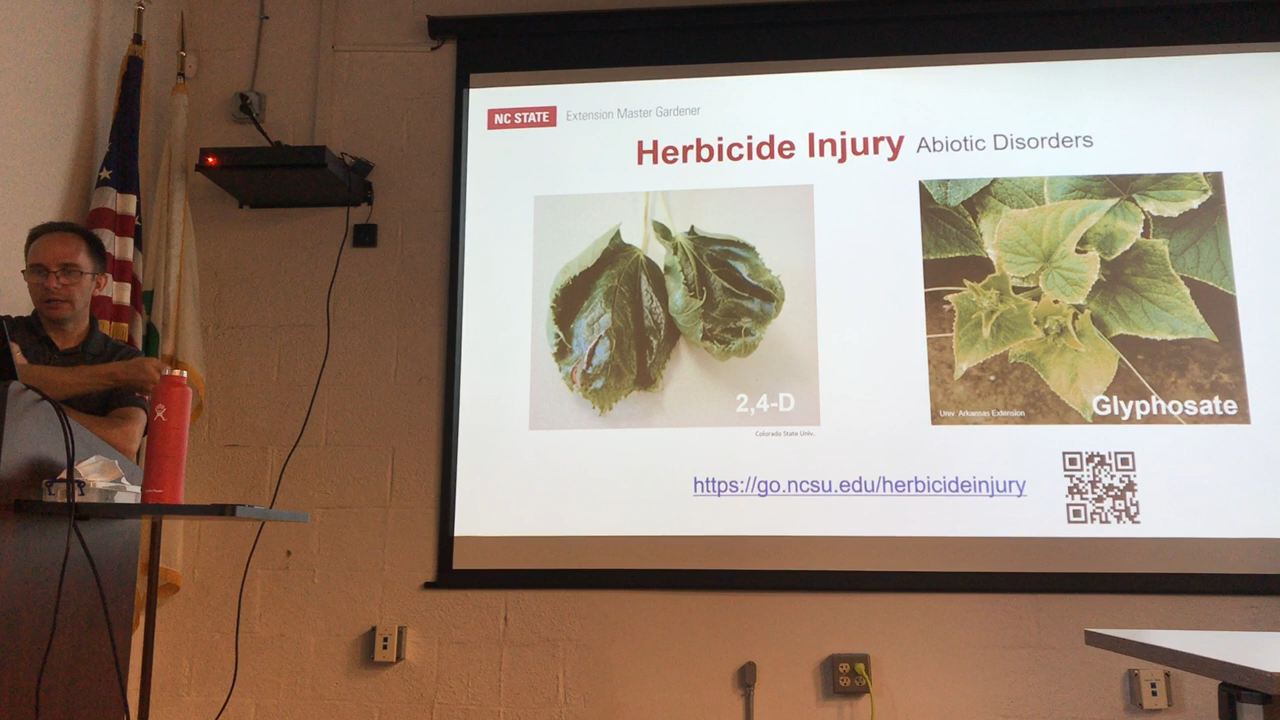 NC STATE Extension Master Gardener
Herbicide Injury Abiotic Disorders
2,4-D
Colorado State Univ.
Univ. Arkansas Extension
Glyphosate
https://go.ncsu.edu/herbicideinjury